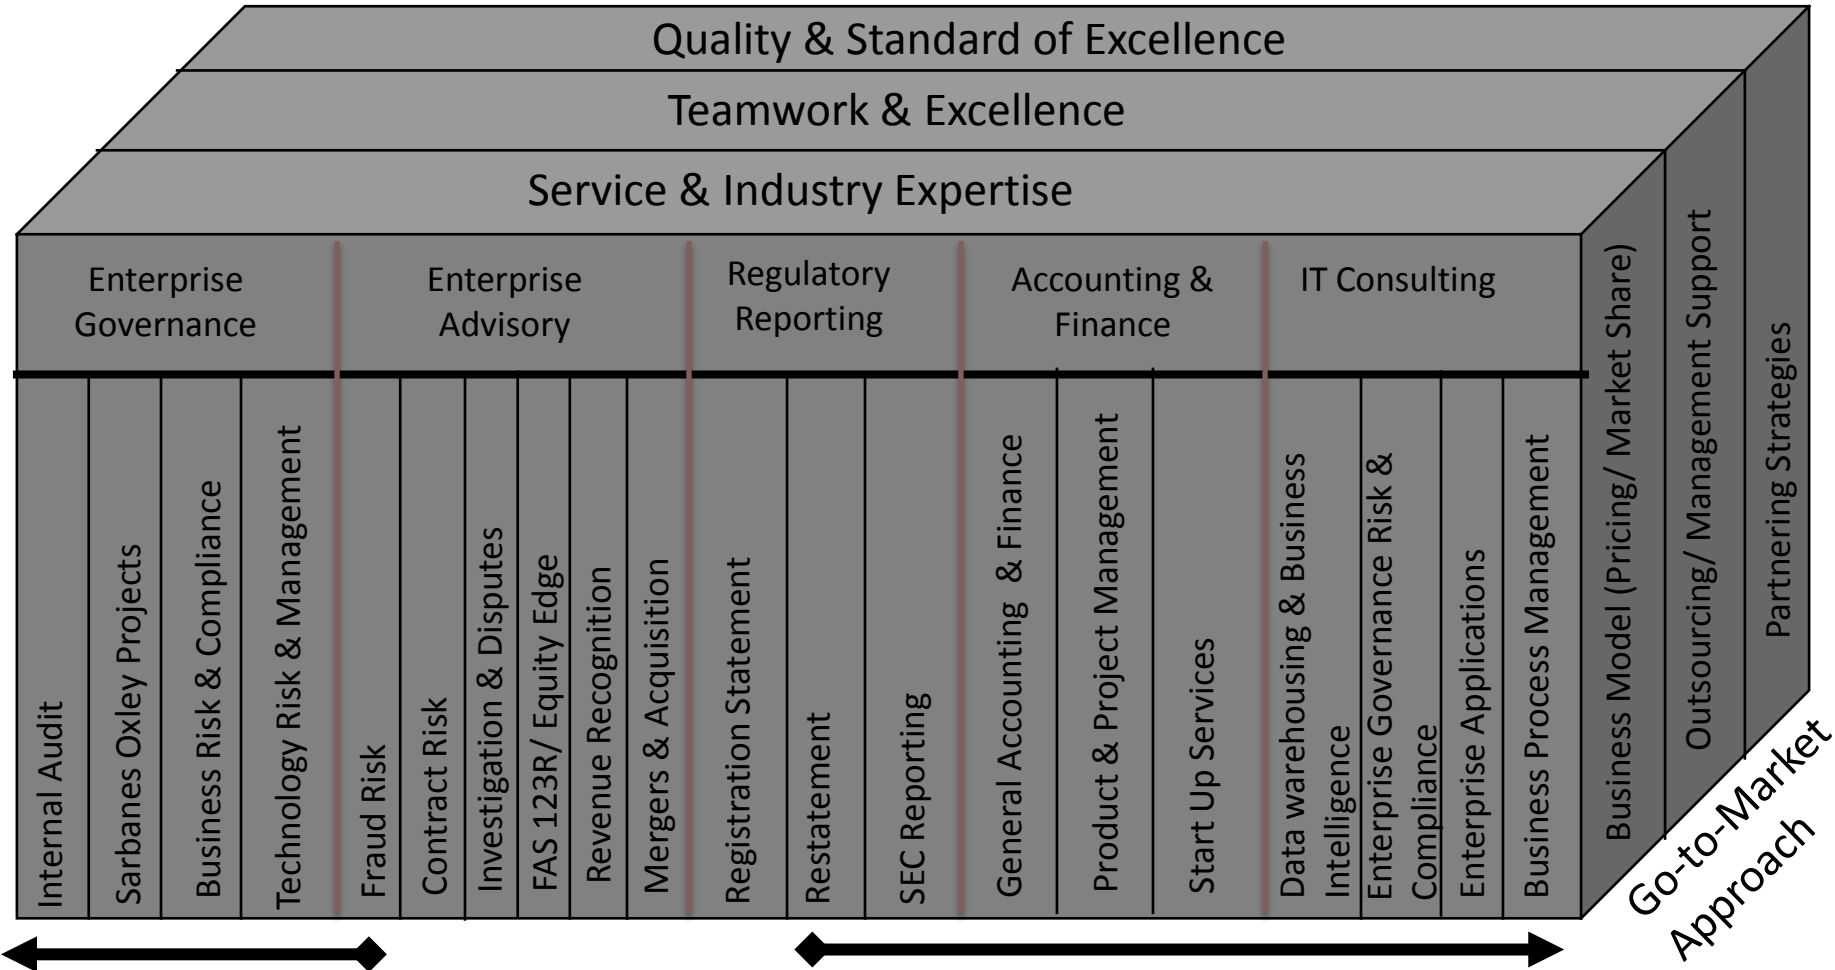 Quality & Standard of Excellence
Teamwork & Excellence
Service & Industry Expertise
Enterprise
Governance
Enterprise
Advisory
Regulatory
Reporting
Accounting &
Finance
IT Consulting
Internal Audit
Sarbanes Oxley Projects
Business Risk & Compliance
Technology Risk & Management
Fraud Risk
Contract Risk
Investigation & Disputes
FAS 123R/ Equity Edge
Revenue Recognition
Mergers & Acquisition
Registration Statement
Restatement
SEC Reporting
General Accounting & Finance
Product & Project Management
Start Up Services
Data warehousing & Business
Intelligence
Enterprise Governance Risk &
Compliance
Enterprise Applications
Business Process Management
Business Model (Pricing/ Market Share)
Outsourcing/ Management Support
Partnering Strategies
Go-to-Market
Approach